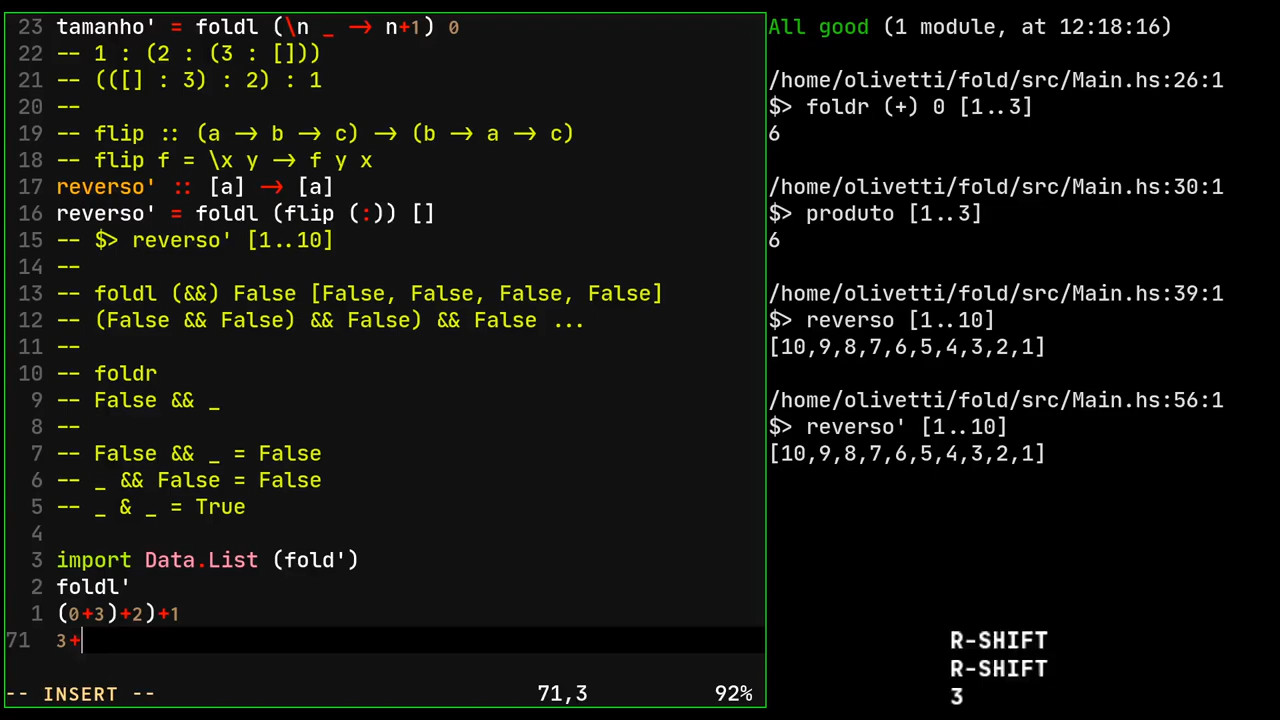 23 tamanho' = foldl (\n _ -> n+1) 0
22 -- 1 : (2 : (3 : []))
21 -- (([] : 3) : 2) : 1
20 --
19 -- flip :: (a -> b -> c) -> (b -> a -> c)
18 -- flip f = \x y -> f y x
17 reverso' :: [a] -> [a]
16 reverso' = foldl (flip (:)) []
15 -- $> reverso' [1..10]
14 --
13 -- foldl (&&) False [False, False, False, False]
12 -- (False && False) && False) && False ...
11 --
10 -- foldr
9 -- False && _
8 --
7 -- False && _ = False
6 -- _ && False = False
5 -- _ & _ = True
4
3 import Data.List (fold')
2 foldl'
1 (0+3)+2)+1
71 3+
-- INSERT -- 71,3 92%
All good (1 module, at 12:18:16)
/home/olivetti/fold/src/Main.hs:26:1
$> foldr (+) 0 [1..3]
6
/home/olivetti/fold/src/Main.hs:30:1
$> produto [1..3]
6
/home/olivetti/fold/src/Main.hs:39:1
$> reverso [1..10]
[10,9,8,7,6,5,4,3,2,1]
/home/olivetti/fold/src/Main.hs:56:1
$> reverso' [1..10]
[10,9,8,7,6,5,4,3,2,1]
R-SHIFT
R-SHIFT
3